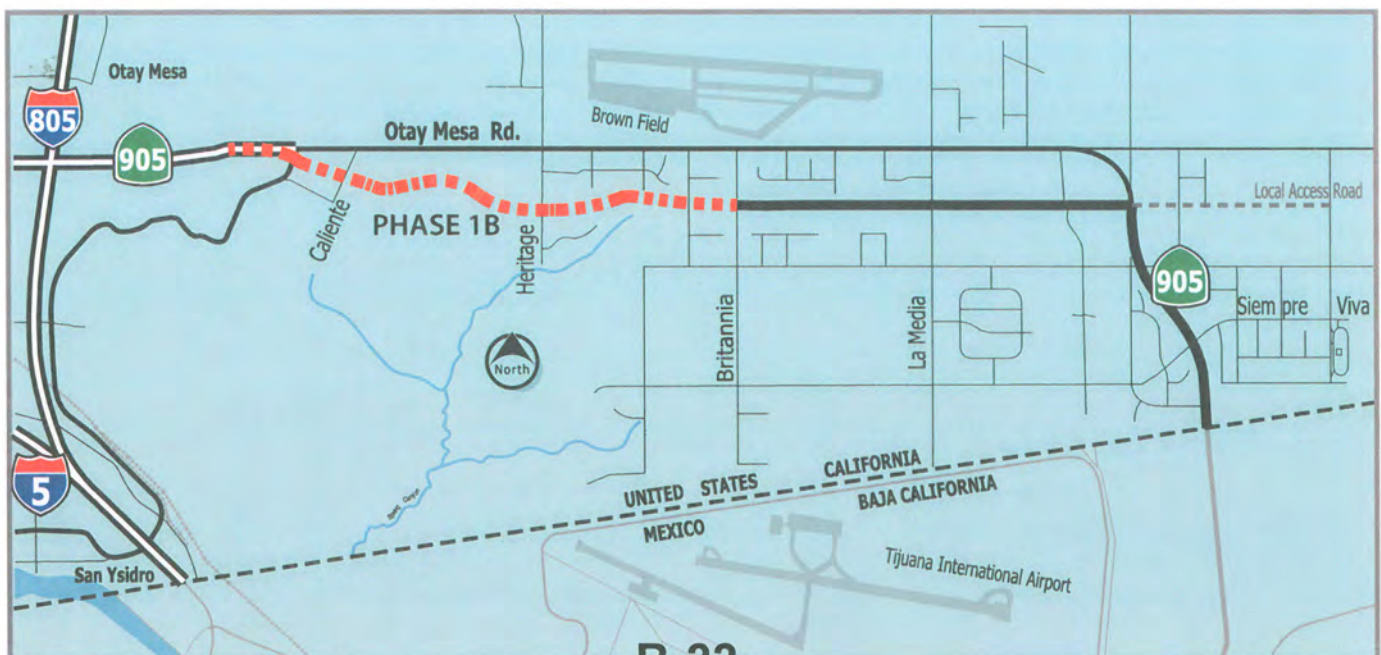 Otay Mesa
805
905
Otay Mesa Rd.
Brown Field
Local Access Road
Caliente
PHASE 1B
Heritage
North
Britannia
La Media
905
Siem pre Viva
5
San Ysidro
UNITED STATES
CALIFORNIA
MEXICO
BAJA CALIFORNIA
Tijuana International Airport